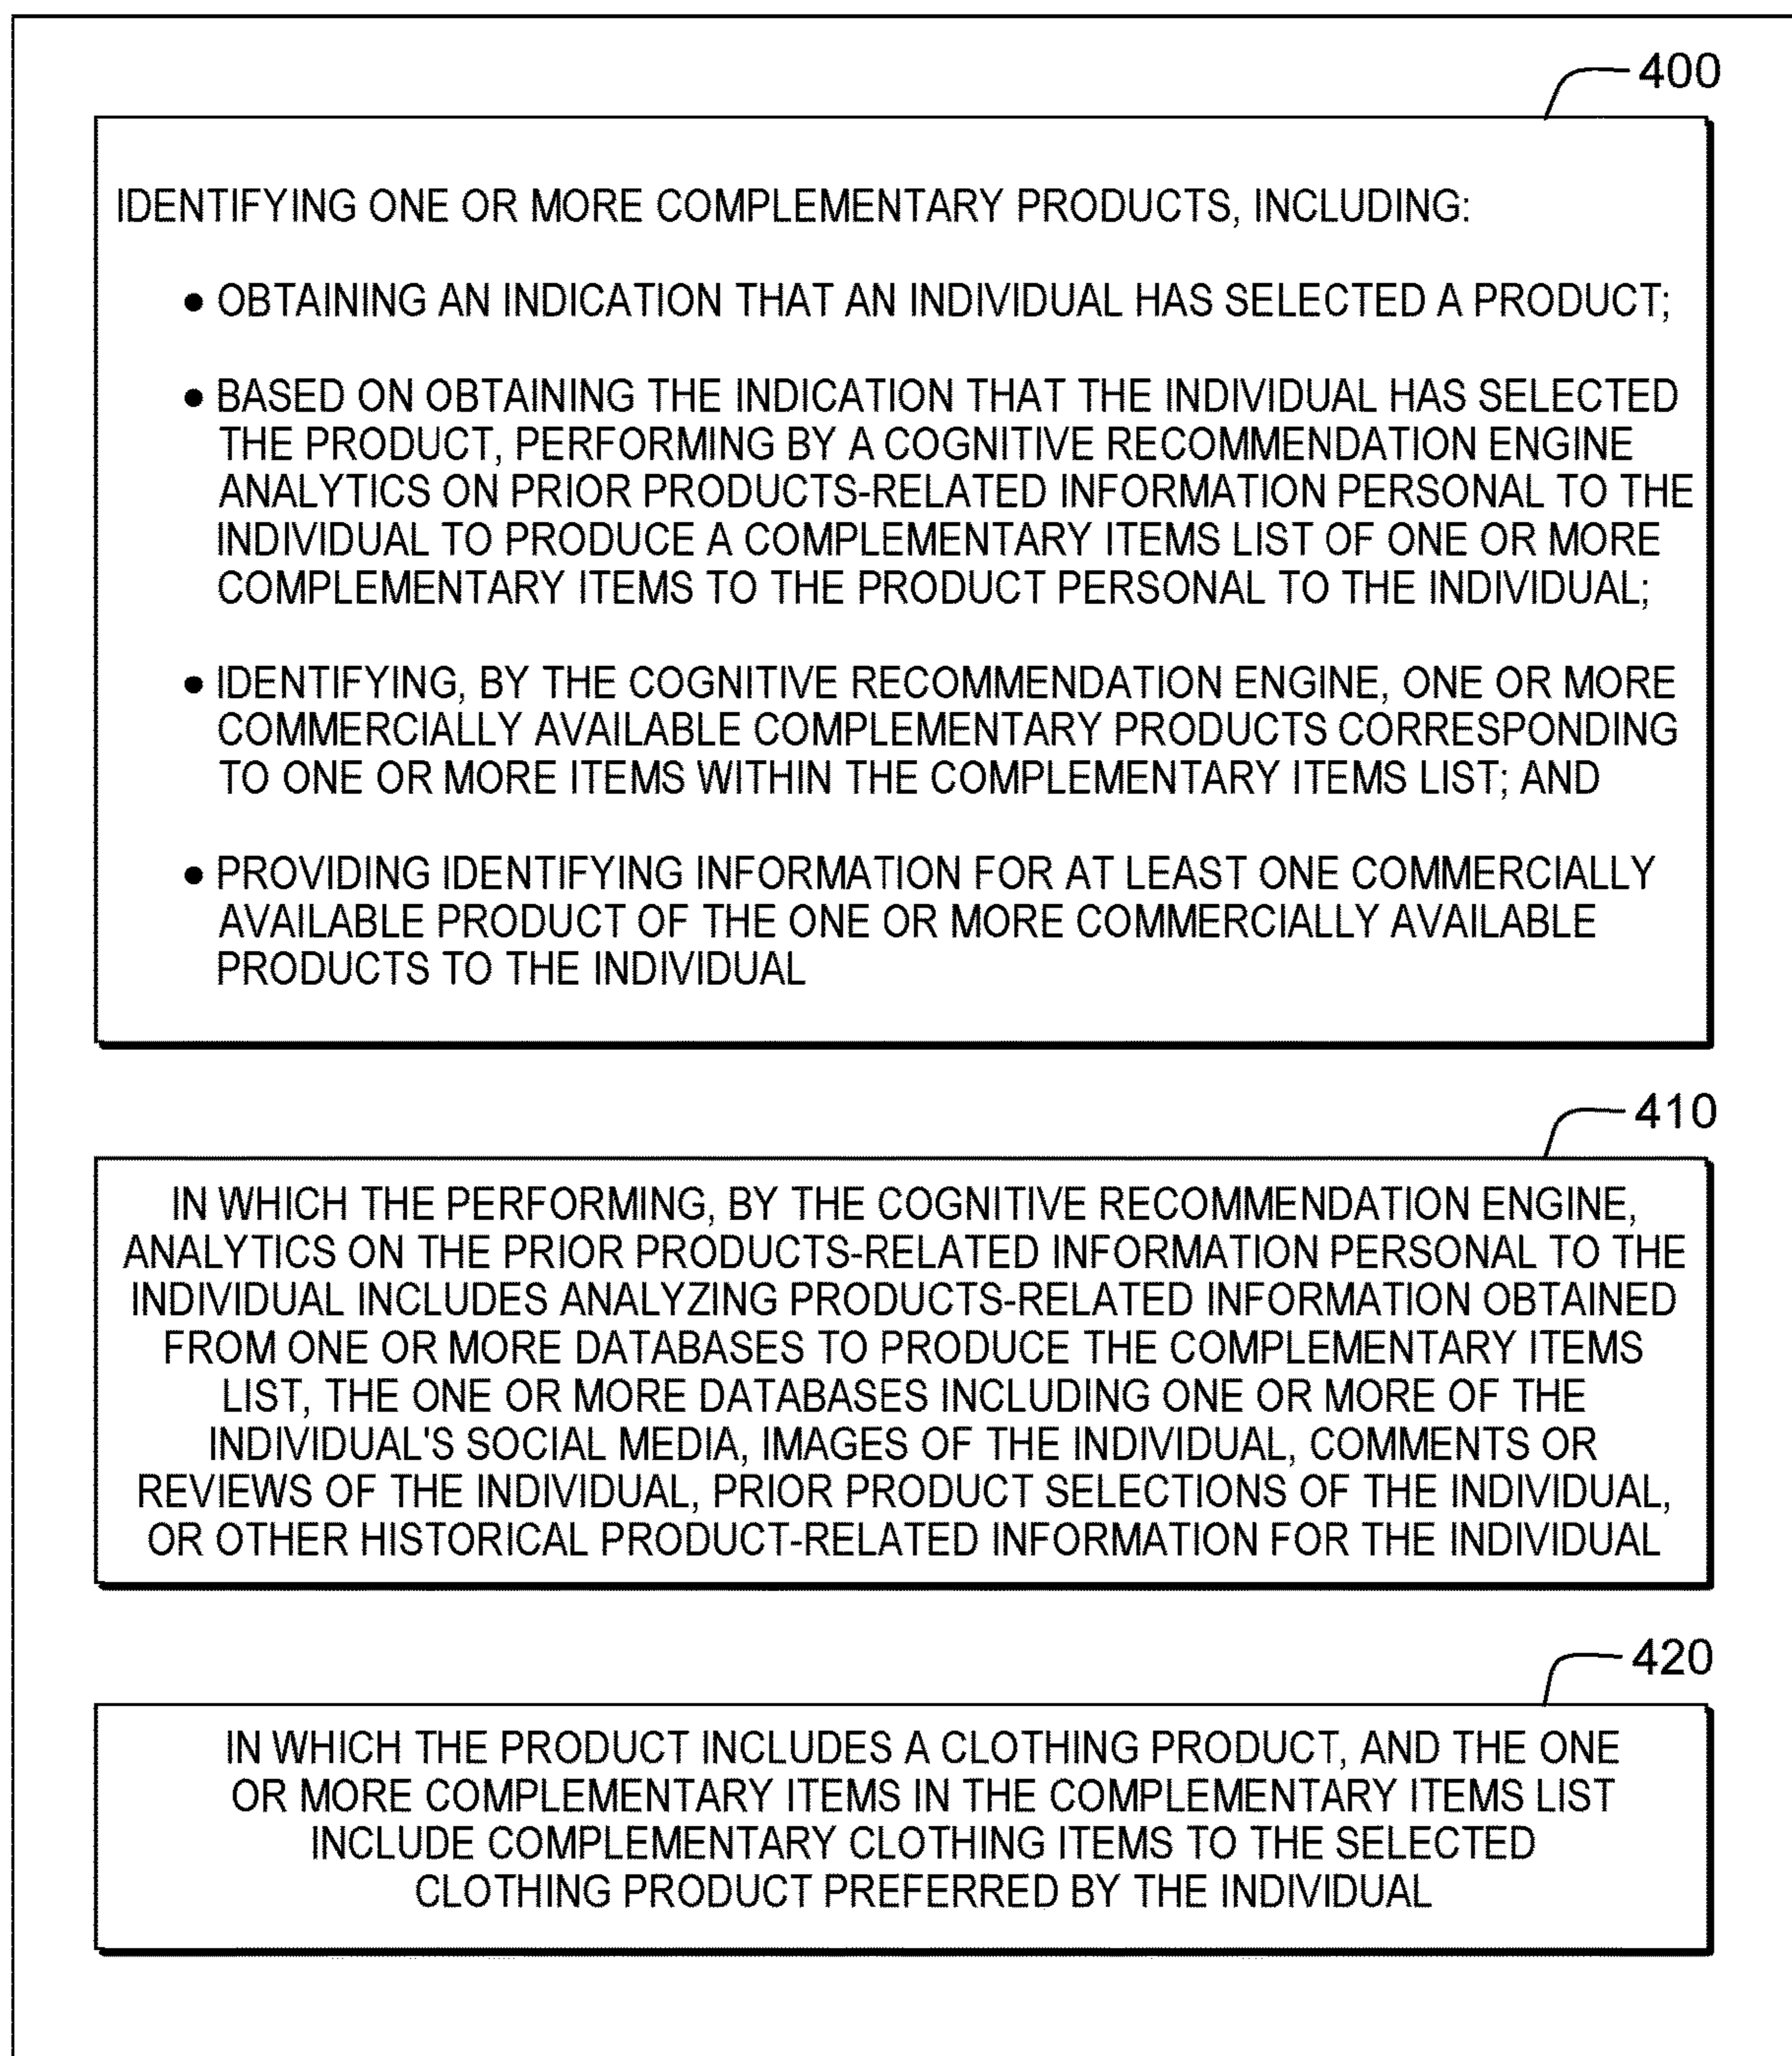 400
IDENTIFYING ONE OR MORE COMPLEMENTARY PRODUCTS, INCLUDING:
• OBTAINING AN INDICATION THAT AN INDIVIDUAL HAS SELECTED A PRODUCT;
• BASED ON OBTAINING THE INDICATION THAT THE INDIVIDUAL HAS SELECTED
THE PRODUCT, PERFORMING BY A COGNITIVE RECOMMENDATION ENGINE
ANALYTICS ON PRIOR PRODUCTS-RELATED INFORMATION PERSONAL TO THE
INDIVIDUAL TO PRODUCE A COMPLEMENTARY ITEMS LIST OF ONE OR MORE
COMPLEMENTARY ITEMS TO THE PRODUCT PERSONAL TO THE INDIVIDUAL;
• IDENTIFYING, BY THE COGNITIVE RECOMMENDATION ENGINE, ONE OR MORE
COMMERCIALLY AVAILABLE COMPLEMENTARY PRODUCTS CORRESPONDING
TO ONE OR MORE ITEMS WITHIN THE COMPLEMENTARY ITEMS LIST; AND
• PROVIDING IDENTIFYING INFORMATION FOR AT LEAST ONE COMMERCIALLY
AVAILABLE PRODUCT OF THE ONE OR MORE COMMERCIALLY AVAILABLE
PRODUCTS TO THE INDIVIDUAL
410
IN WHICH THE PERFORMING, BY THE COGNITIVE RECOMMENDATION ENGINE,
ANALYTICS ON THE PRIOR PRODUCTS-RELATED INFORMATION PERSONAL TO THE
INDIVIDUAL INCLUDES ANALYZING PRODUCTS-RELATED INFORMATION OBTAINED
FROM ONE OR MORE DATABASES TO PRODUCE THE COMPLEMENTARY ITEMS
LIST, THE ONE OR MORE DATABASES INCLUDING ONE OR MORE OF THE
INDIVIDUAL'S SOCIAL MEDIA, IMAGES OF THE INDIVIDUAL, COMMENTS OR
REVIEWS OF THE INDIVIDUAL, PRIOR PRODUCT SELECTIONS OF THE INDIVIDUAL,
OR OTHER HISTORICAL PRODUCT-RELATED INFORMATION FOR THE INDIVIDUAL
420
IN WHICH THE PRODUCT INCLUDES A CLOTHING PRODUCT, AND THE ONE
OR MORE COMPLEMENTARY ITEMS IN THE COMPLEMENTARY ITEMS LIST
INCLUDE COMPLEMENTARY CLOTHING ITEMS TO THE SELECTED
CLOTHING PRODUCT PREFERRED BY THE INDIVIDUAL